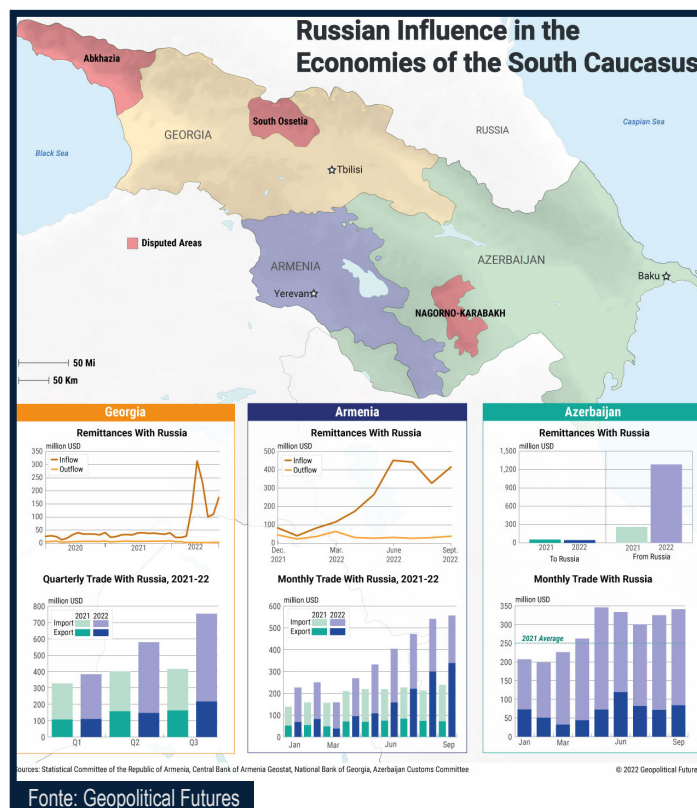 Russian Influence in the
Economies of the South Caucasus
Abkhazia
South Ossetia
GEORGIA
RUSSIA
Caspian Sea
Black Sea
Tbilisi
Disputed Areas
ARMENIA
AZERBAIJAN
Yerevan
Baku
NAGORNO-KARABAKH
50 Mi
50 Km
Georgia
Remittances With Russia
million USD
350
300
250
200
150
100
50
0
Inflow
Outflow
2020
2021
2022
Quarterly Trade With Russia, 2021-22
million USD
800
700
600
500
400
300
200
100
0
2021 2022
Import
Export
Q1
Q2
Q3
Armenia
Remittances With Russia
million USD
500
400
300
200
100
0
Inflow
Outflow
Dec.
2021
Mar.
2022
June
2022
Sept.
2022
Monthly Trade With Russia, 2021-22
million USD
600
500
400
300
200
100
0
2021 2022
Import
Export
Jan
Mar
Jun
Sep
Azerbaijan
Remittances With Russia
million USD
1,500
1,200
900
600
300
0
2021 2022
To Russia
2021 2022
From Russia
Monthly Trade With Russia
million USD
350
300
250
200
150
100
50
0
2021 Average
Jan
Mar
Jun
Sep
Sources: Statistical Committee of the Republic of Armenia, Central Bank of Armenia Geostat, National Bank of Georgia, Azerbaijan Customs Committee
© 2022 Geopolitical Future
Fonte: Geopolitical Futures